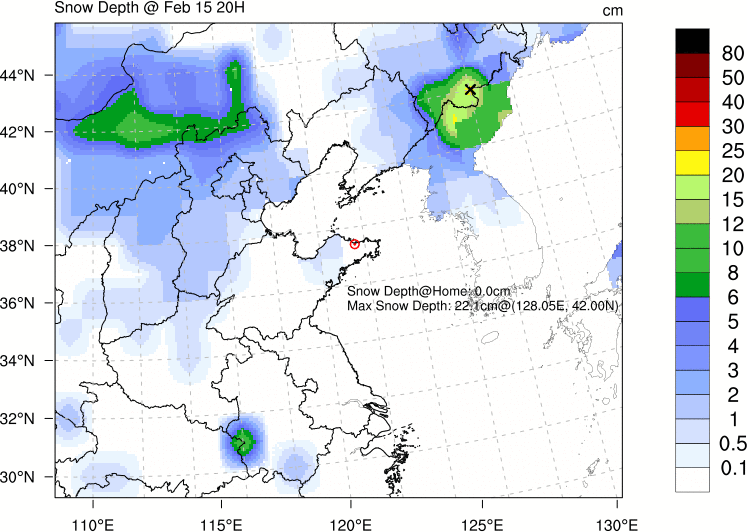 Snow Depth @ Feb 15 20H
cm
44°N
42°N
40°N
38°N
36°N
34°N
32°N
30°N
110°E
115°E
120°E
125°E
130°E
Snow Depth@Home: 0.0cm
Max Snow Depth: 22.1cm@(128.05E, 42.00N)
80
50
40
30
25
20
15
12
10
8
6
5
4
3
2
1
0.5
0.1